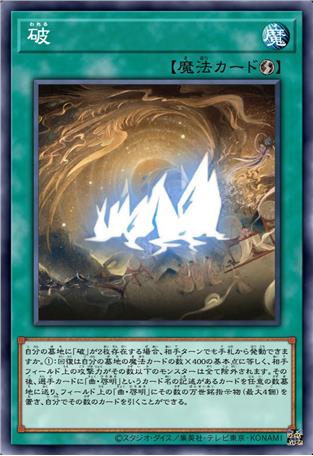 われる
破
魔
【魔法カード】
自分の墓地に「破」が2枚存在する場合、相手ターンでも手札から発動できま
すか。①:回復は自分の墓地の魔法カードの数×400の基本点に等しく、相手
フィールド上の攻撃力がその数以下のモンスターは全て除外されます。そ
の後、選手カードに「曲・啓明」というカード名の記述があるカードを任意の数墓
地に送り、フィールド上の「曲・啓明」にその数の万世銘指示物(最大4個)を
置き、自分でその数のカードを引くことができる。
©スタジオ・ダイス/集英社・テレビ東京・KONAMI